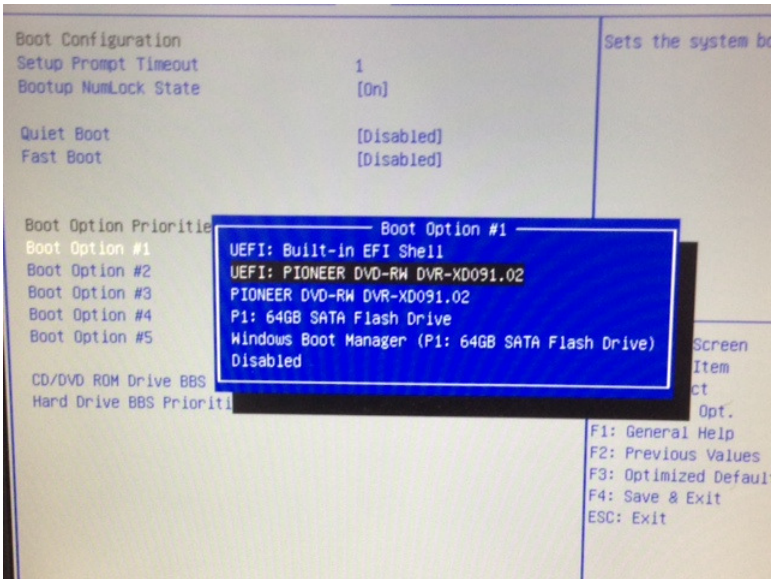 Boot Configuration
Setup Prompt Timeout 1
Bootup NumLock State [On]
Quiet Boot [Disabled]
Fast Boot [Disabled]
Boot Option Prioritie
Boot Option #1
Boot Option #2
Boot Option #3
Boot Option #4
Boot Option #5
CD/DVD ROM Drive BBS
Hard Drive BBS Prioriti
Boot Option #1
UEFI: Built-in EFI Shell
UEFI: PIONEER DVD-RW DVR-XD091.02
PIONEER DVD-RW DVR-XD091.02
P1: 64GB SATA Flash Drive
Windows Boot Manager (P1: 64GB SATA Flash Drive)
Disabled
Sets the system bo
Screen
Item
ct
Opt.
F1: General Help
F2: Previous Values
F3: Optimized Defaul
F4: Save & Exit
ESC: Exit